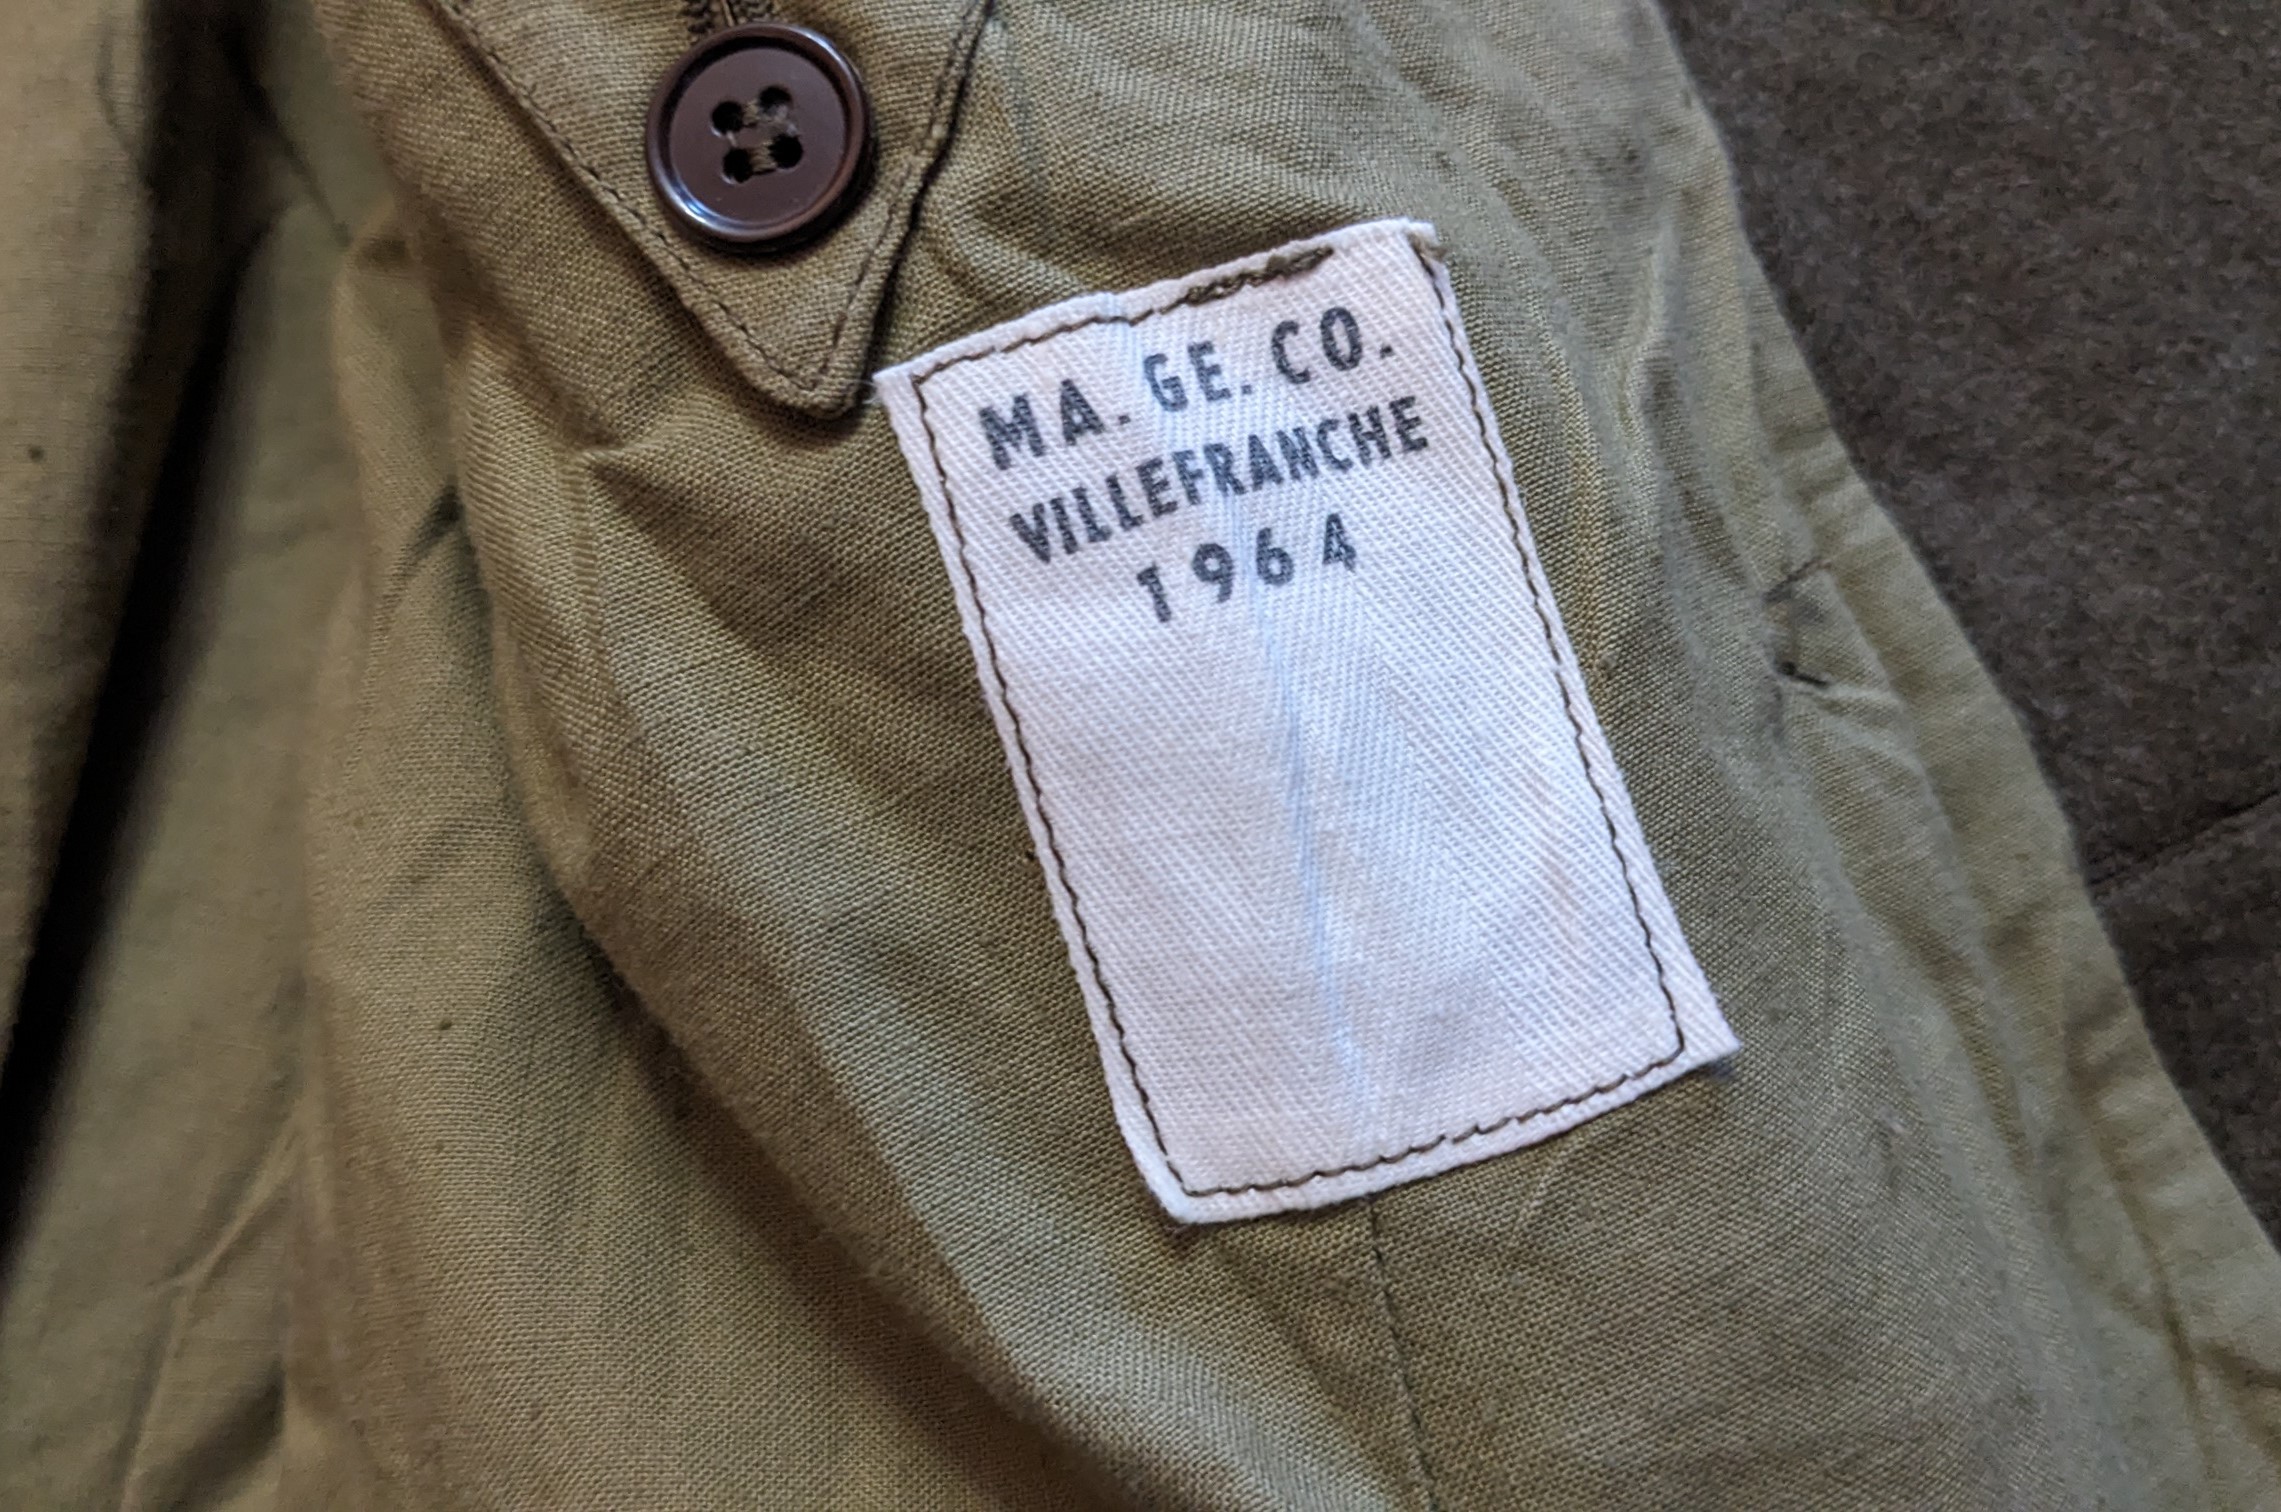 MA. GE. CO.
VILLEFRANCHE
1964